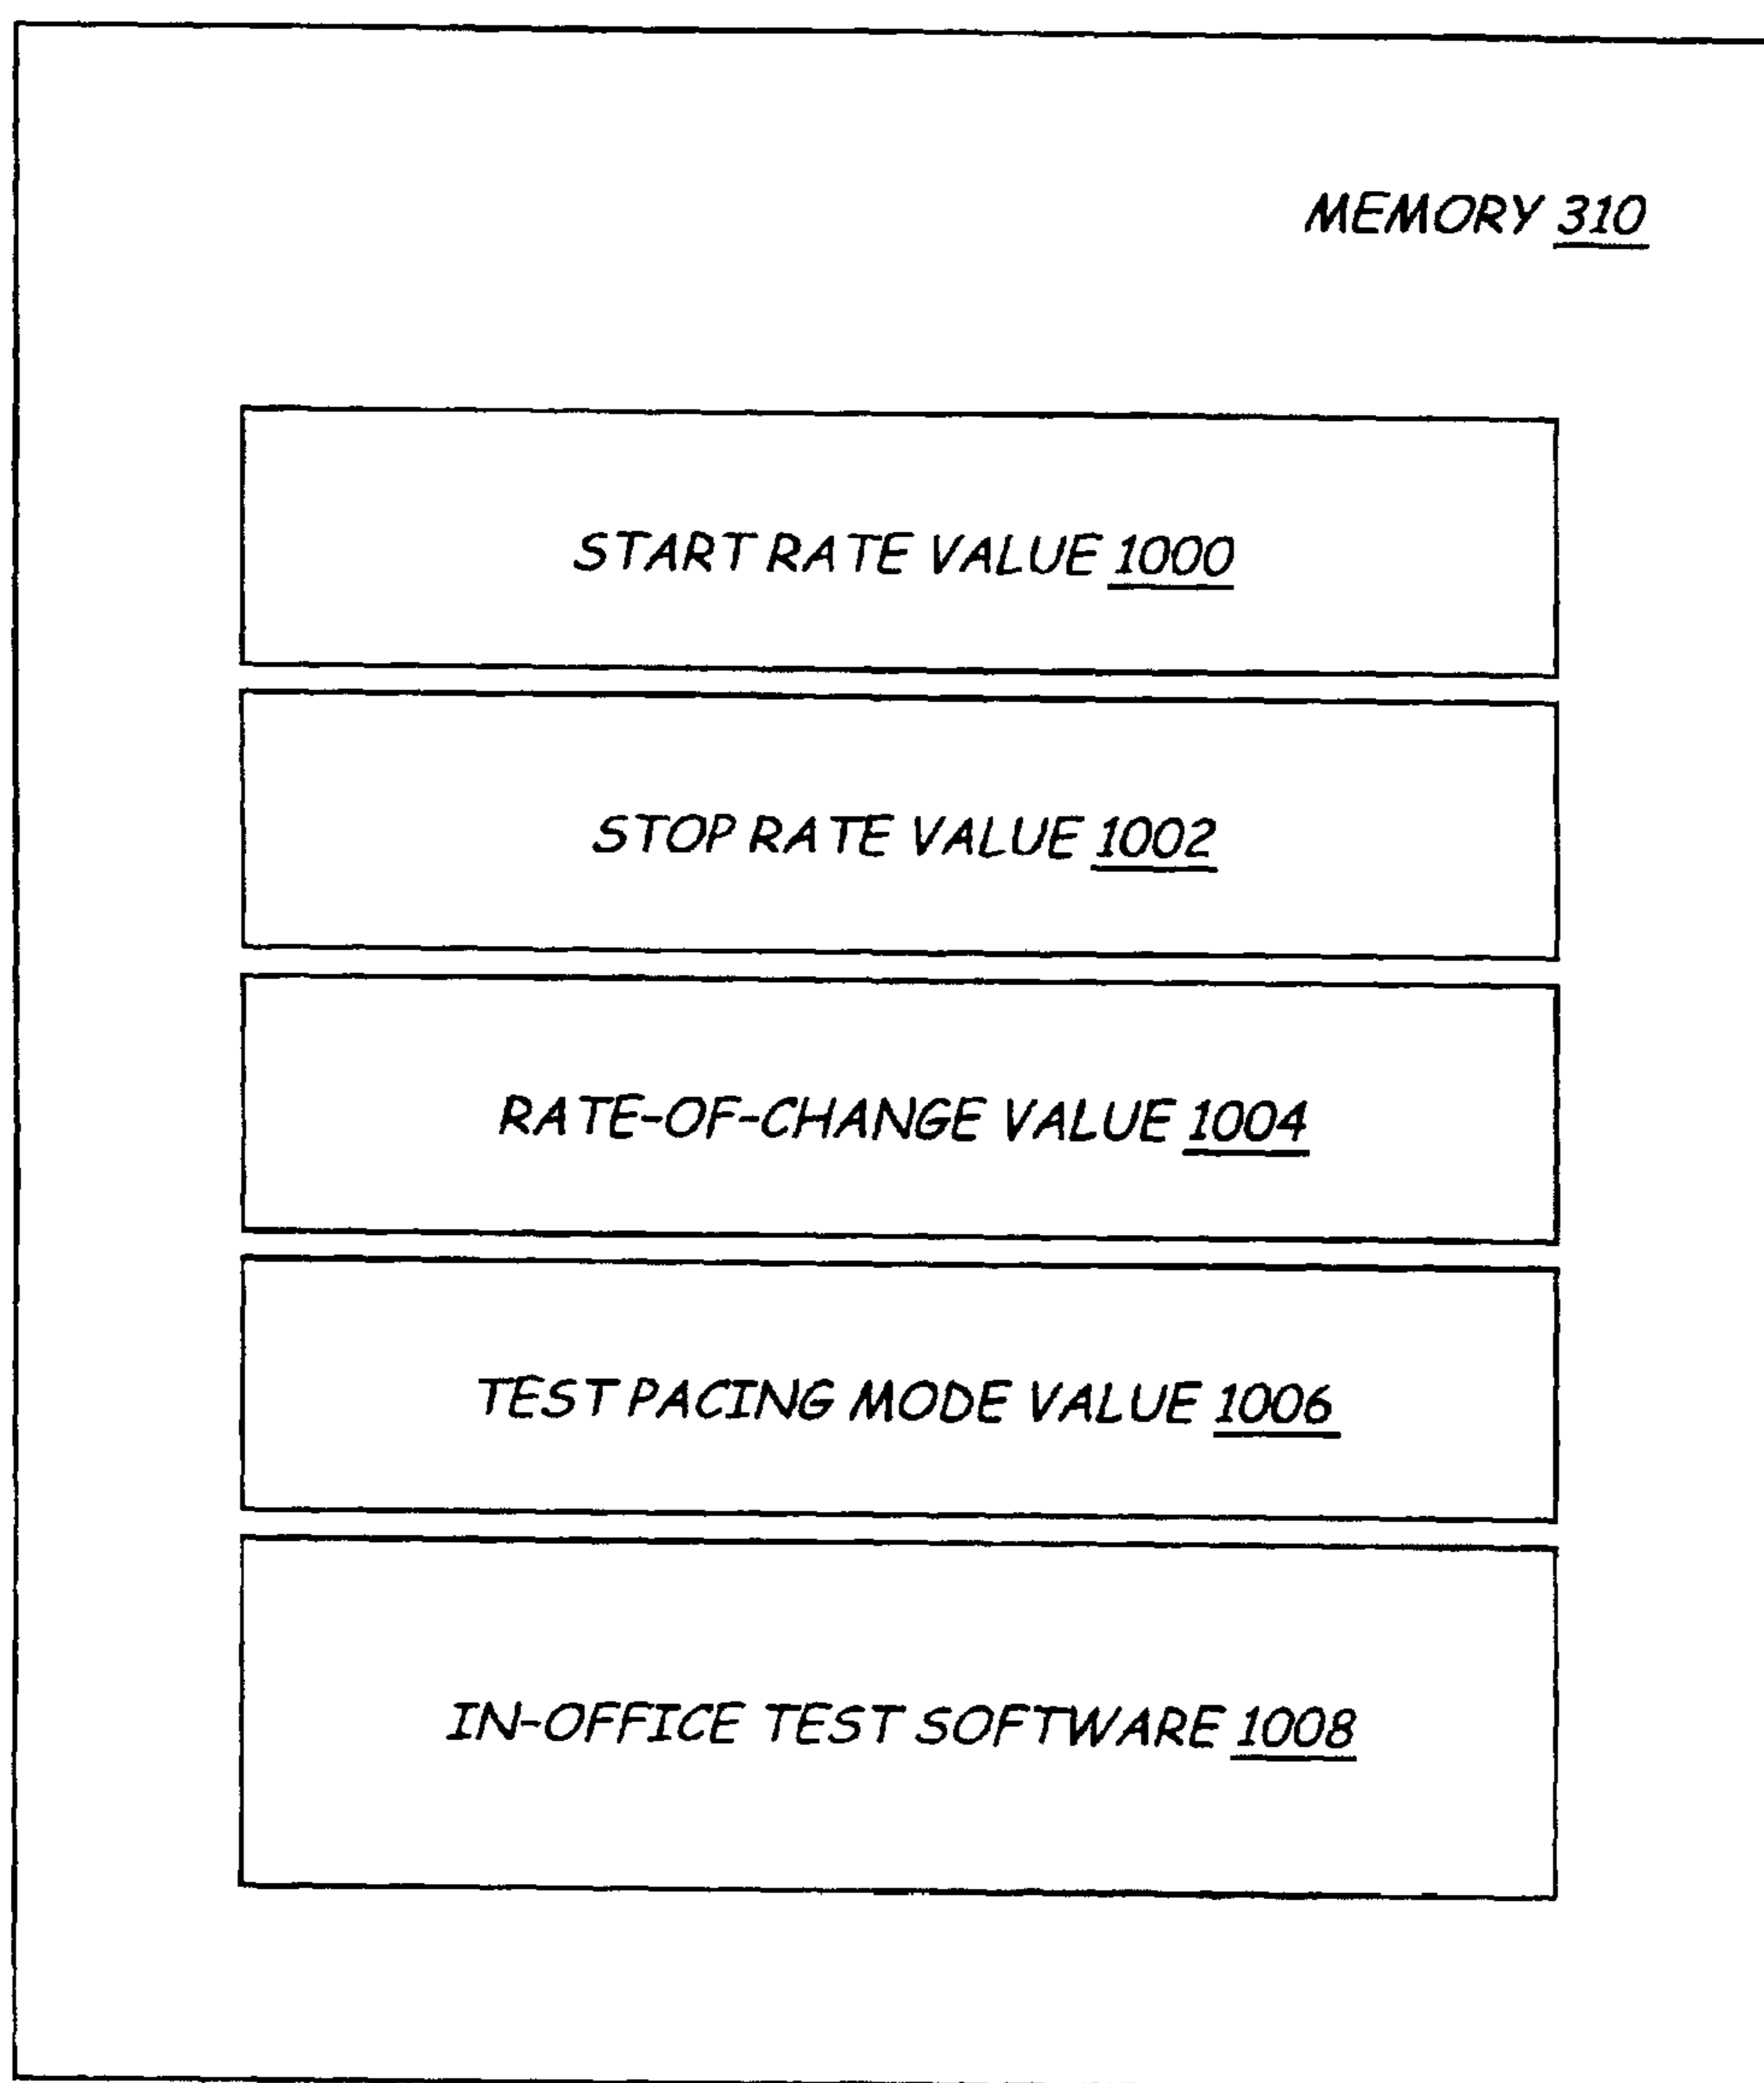 MEMORY 310
START RATE VALUE 1000
STOP RATE VALUE 1002
RATE-OF-CHANGE VALUE 1004
TEST PACING MODE VALUE 1006
IN-OFFICE TEST SOFTWARE 1008